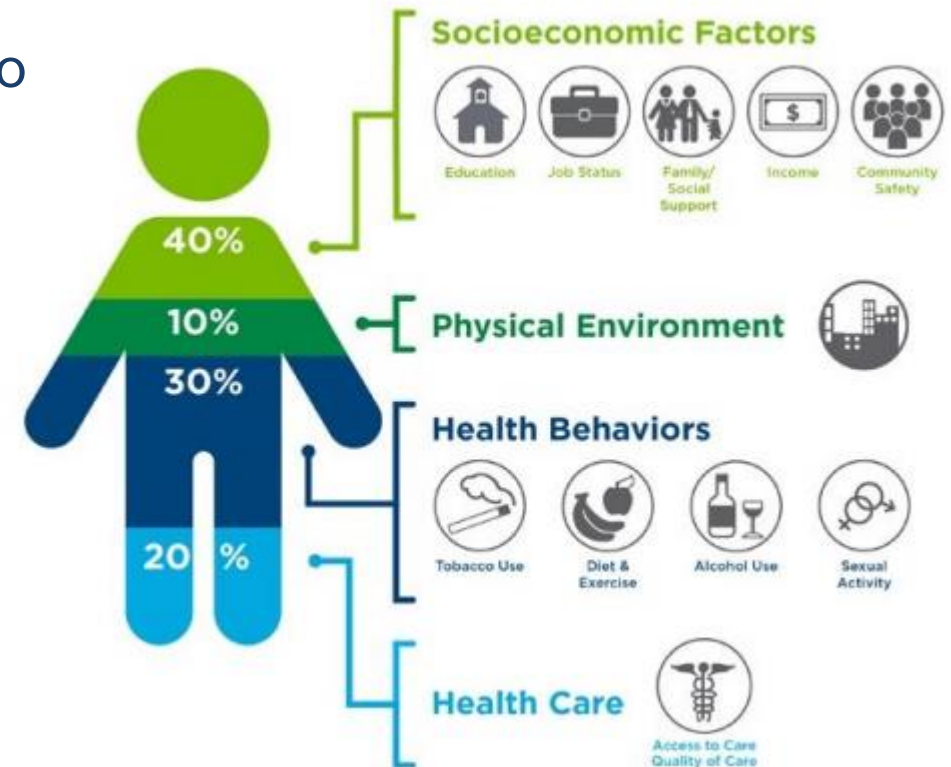 o
Socioeconomic Factors
Education
Job Status
Family/
Social
Support
Income
Community
Safety
40%
10%
Physical Environment
30%
Health Behaviors
Tobacco Use
Diet &
Exercise
Alcohol Use
Sexual
Activity
20 %
Health Care
Access to Care
Quality of Care